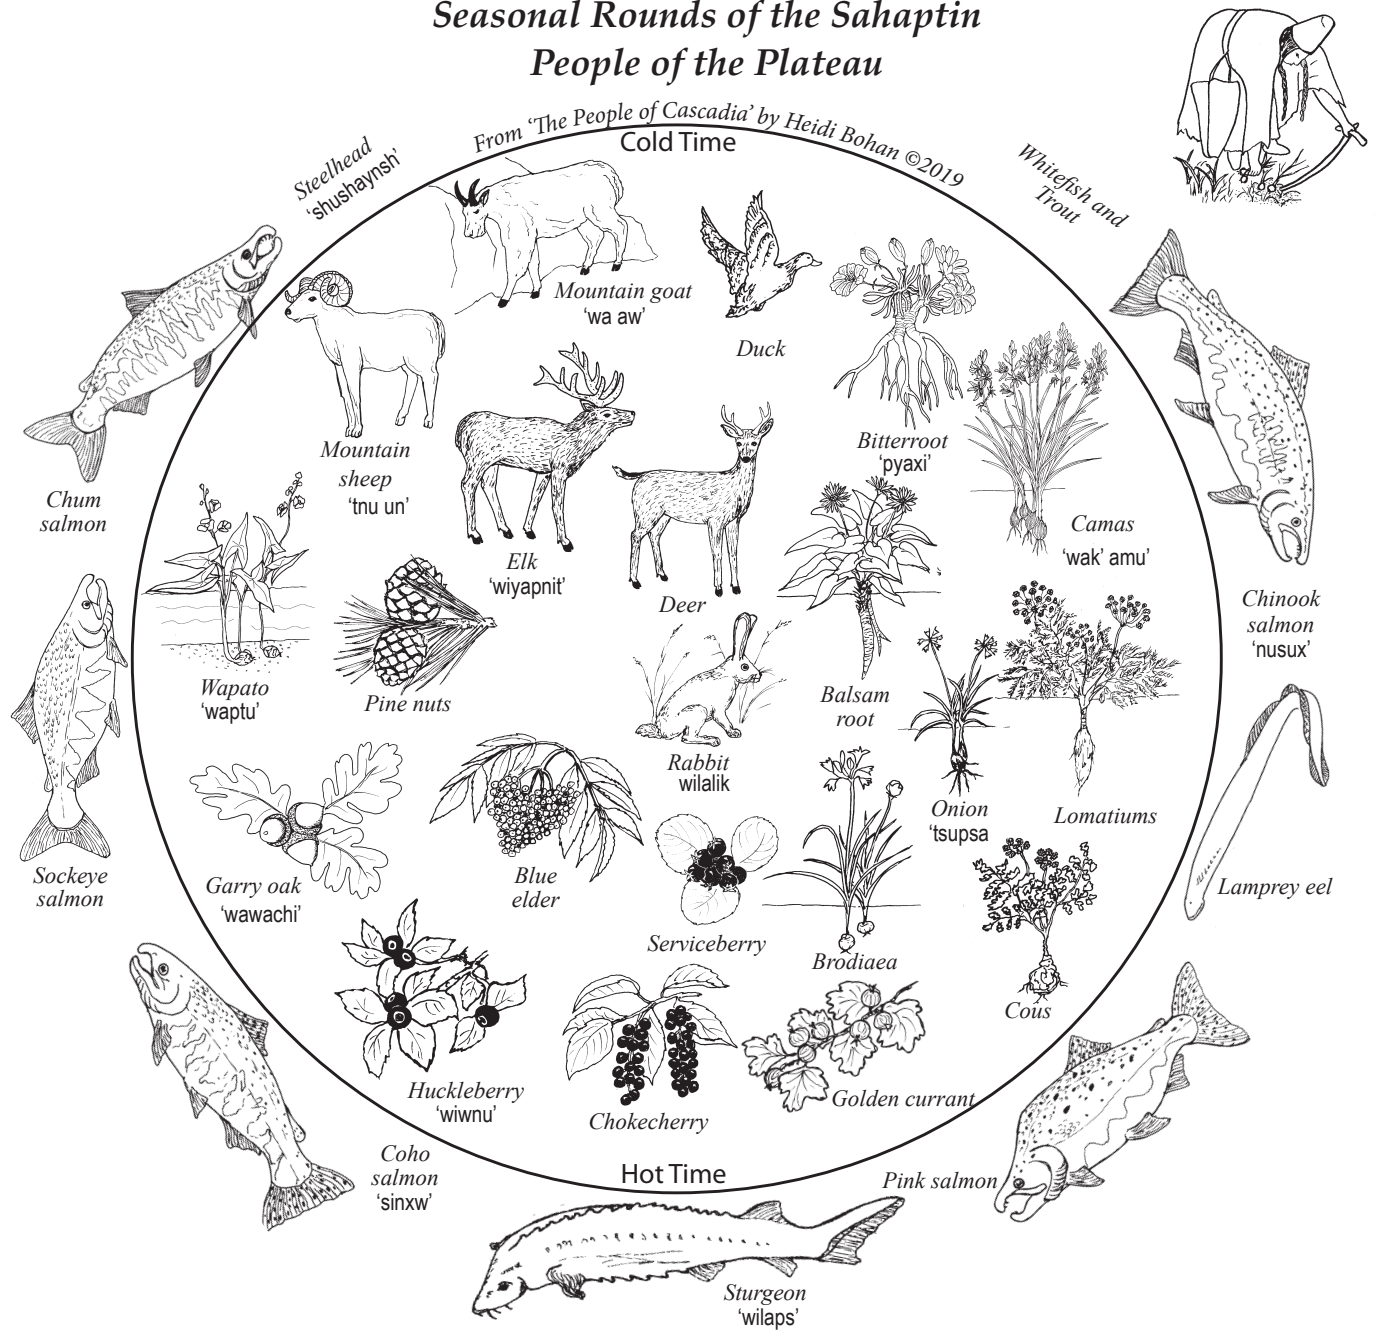 Seasonal Rounds of the Sahaptin
People of the Plateau
From ‘The People of Cascadia’ by Heidi Bohan ©2019
Cold Time
Steelhead
‘shushaynsh’
Whitefish and
Trout
Mountain goat
‘wa aw’
Duck
Mountain
sheep
‘tnu un’
Bitterroot
‘pyaxi’
Chum
salmon
Camas
‘wak’ amu’
Elk
‘wiyapnit’
Deer
Chinook
salmon
‘nusux’
Wapato
‘waptu’
Pine nuts
Balsam
root
Rabbit
wilalik
Onion
‘tsupsa
Lomatiums
Sockeye
salmon
Garry oak
‘wawachi’
Blue
elder
Lamprey eel
Serviceberry
Brodiaea
Cous
Huckleberry
‘wiwnu’
Chokecherry
Golden currant
Coho
salmon
‘sinxw’
Hot Time
Pink salmon
Sturgeon
‘wilaps’